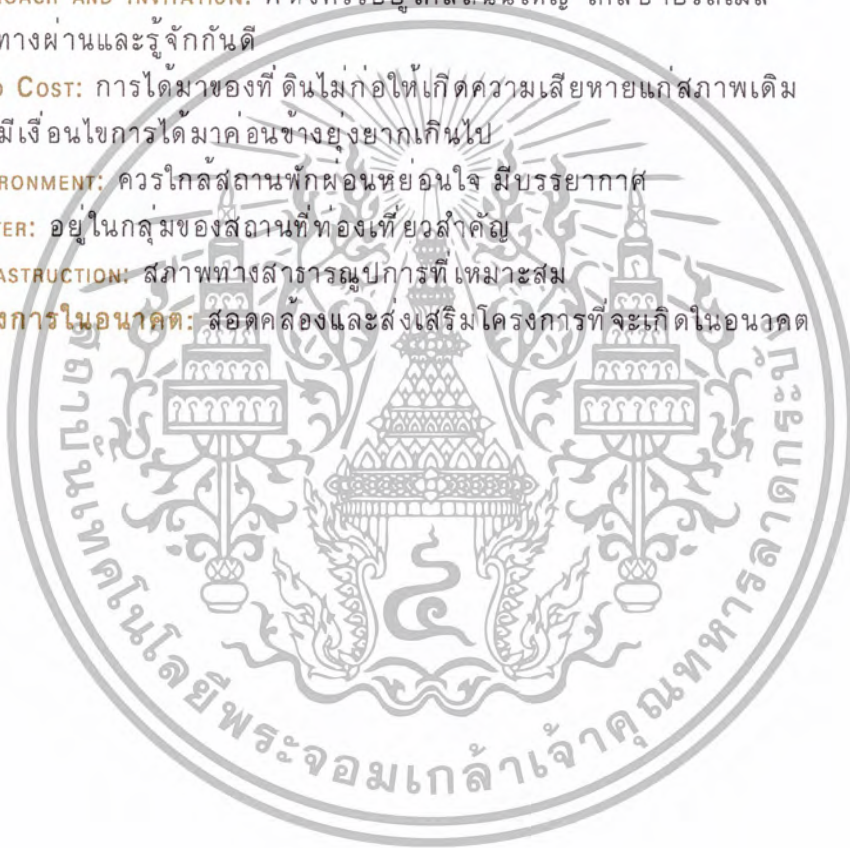 ROACH AND INVITATION:
ทางผ่านและรู้จักกันดี
D COST: การได้มาของที่ดินไม่ก่อให้เกิดความเสียหายแก่สภาพเดิม
มีเงื่อนไขการได้มาค่อนข้างยุ่งยากเกินไป
IRONMENT: ควรใกล้สถานพักผ่อนหย่อนใจ มีบรรยากาศ
TER: อยู่ในกลุ่มของสถานที่ท่องเที่ยวสำคัญ
ASTRUCTION: สภาพทางสาธารณูปการที่เหมาะสม
งการในอนาคต: สอดคล้องและส่งเสริมโครงการที่จะเกิดในอนาคต
๔
สถาบันเทคโนโลยีพระจอมเกล้าเจ้าคุณทหารลาดกระบัง